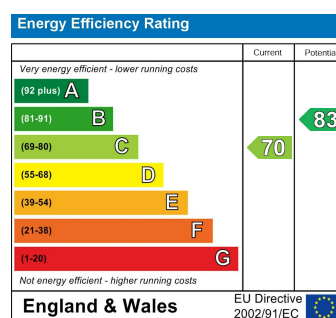 Energy Efficiency Rating
Current Potentia
Very energy efficient - lower running costs
(92 plus) A
(81-91) B
83
(69-80) C
70
(55-68) D
(39-54) E
(21-38) F
(1-20) G
Not energy efficient - higher running costs
England & Wales
EU Directive
2002/91/EC